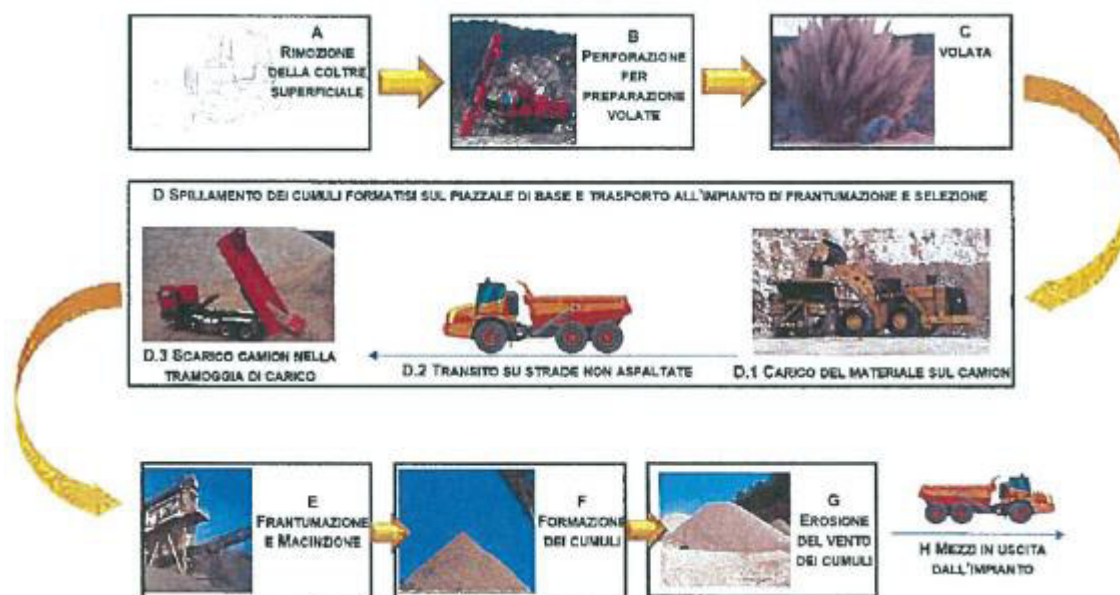 A
RIMOZIONE
DELLA COLTRE
SUPERFICIALE
B
PERFORAZIONE
PER
PREPARAZIONE
VOLATE
C
VOLATA
D SPILLAMENTO DEI CUMULI FORMATISI SUL PIAZZALE DI BASE E TRASPORTO ALL'IMPIANTO DI FRANTUMAZIONE E SELEZIONE
D.3 SCARICO CAMION NELLA
TRAMOGGIA DI CARICO
D.2 TRANSITO SU STRADE NON ASFALTATE
D.1 CARICO DEL MATERIALE SUL CAMION
E
FRANTUMAZIONE
E MACINZIONE
F
FORMAZIONE
DEI CUMULI
G
EROSIONE
DEL VENTO
DEI CUMULI
H MEZZI IN USCITA
DALL'IMPIANTO